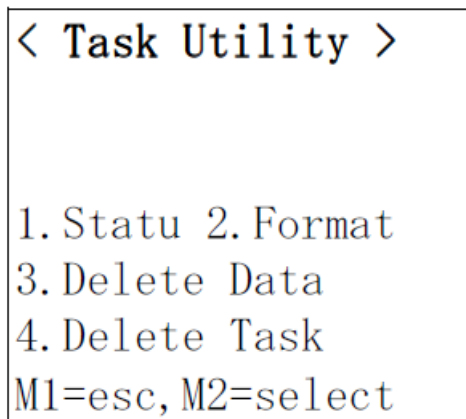 < Task Utility >
1.Statu 2.Format
3.Delete Data
4.Delete Task
M1=esc,M2=select